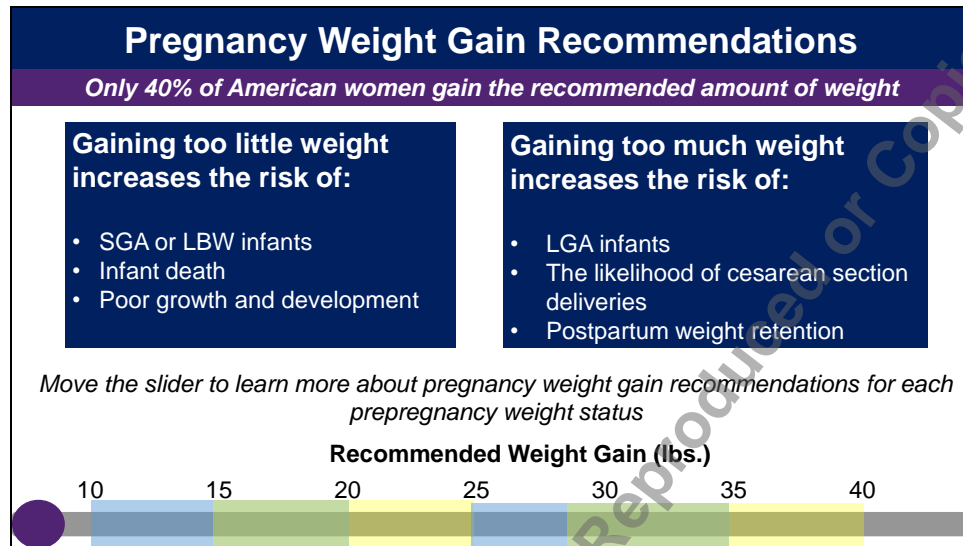 Pregnancy Weight Gain Recommendations
Only 40% of American women gain the recommended amount of weight
Gaining too little weight
increases the risk of:
• SGA or LBW infants
• Infant death
• Poor growth and development
Gaining too much weight
increases the risk of:
• LGA infants
• The likelihood of cesarean section
deliveries
• Postpartum weight retention
Move the slider to learn more about pregnancy weight gain recommendations for each
prepregnancy weight status
Recommended Weight Gain (lbs.)
10 15 20 25 30 35 40
Reproduced or Copie